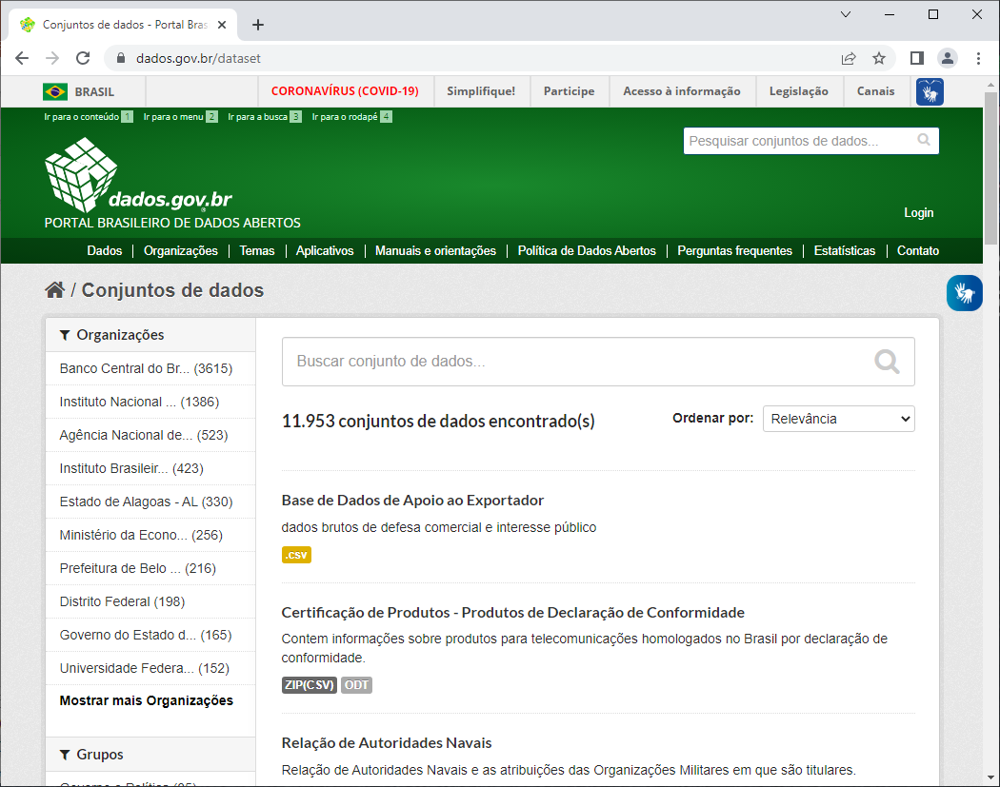 Conjuntos de dados - Portal Bras
dados.gov.br/dataset
BRASIL
CORONAVÍRUS (COVID-19)
Simplifique!
Participe
Acesso à informação
Legislação
Canais
Ir para o conteúdo 1 Ir para o menu 2 Ir para a busca 3 Ir para o rodapé 4
Pesquisar conjuntos de dados...
dados.gov.br
PORTAL BRASILEIRO DE DADOS ABERTOS
Login
Dados | Organizações | Temas | Aplicativos | Manuais e orientações | Política de Dados Abertos | Perguntas frequentes | Estatísticas | Contato
/ Conjuntos de dados
Organizações
Banco Central do Br... (3615)
Instituto Nacional ... (1386)
Agência Nacional de... (523)
Instituto Brasileir... (423)
Estado de Alagoas - AL (330)
Ministério da Econo... (256)
Prefeitura de Belo ... (216)
Distrito Federal (198)
Governo do Estado d... (165)
Universidade Federa... (152)
Mostrar mais Organizações
Grupos
Buscar conjunto de dados...
11.953 conjuntos de dados encontrado(s)
Ordenar por: Relevância
Base de Dados de Apoio ao Exportador
dados brutos de defesa comercial e interesse público
.csv
Certificação de Produtos - Produtos de Declaração de Conformidade
Contem informações sobre produtos para telecomunicações homologados no Brasil por declaração de
conformidade.
ZIP(CSV) ODT
Relação de Autoridades Navais
Relação de Autoridades Navais e as atribuições das Organizações Militares em que são titulares.